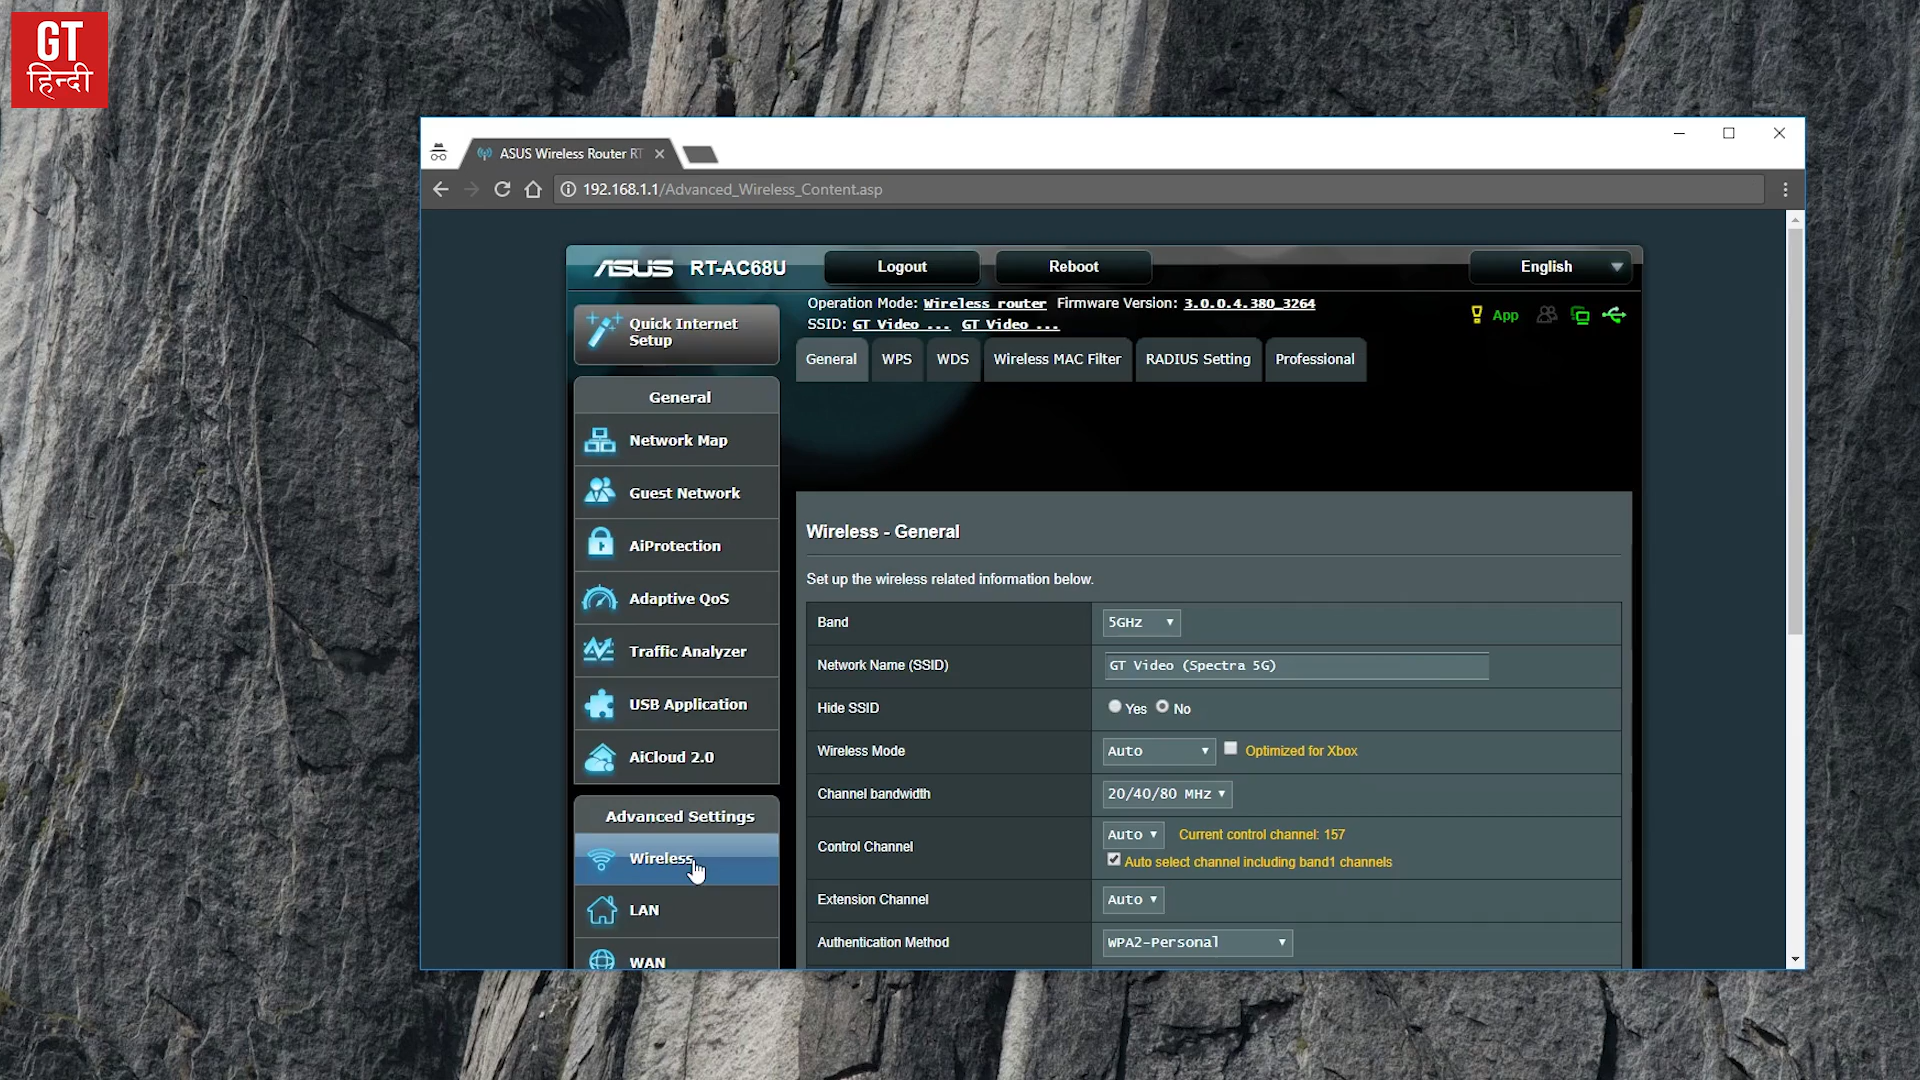 GT
हिन्दी
ASUS Wireless Router RT
192.168.1.1/Advanced_Wireless_Content.asp
ASUS RT-AC68U
Logout
Reboot
English
Quick Internet
Setup
Operation Mode: Wireless router Firmware Version: 3.0.0.4.380_3264
SSID: GT Video ... GT Video ...
App
General
WPS
WDS
Wireless MAC Filter
RADIUS Setting
Professional
General
Network Map
Guest Network
AiProtection
Adaptive QoS
Traffic Analyzer
USB Application
AiCloud 2.0
Advanced Settings
Wireless
LAN
WAN
Wireless - General
Set up the wireless related information below.
Band 5GHz
Network Name (SSID) GT Video (Spectra 5G)
Hide SSID Yes No
Wireless Mode Auto Optimized for Xbox
Channel bandwidth 20/40/80 MHz
Control Channel Auto Current control channel: 157
Auto select channel including band1 channels
Extension Channel Auto
Authentication Method WPA2-Personal